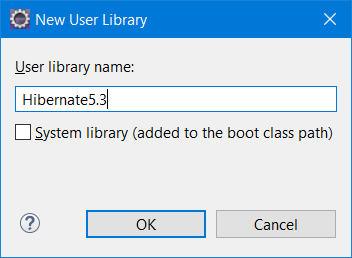 New User Library
User library name:
Hibernate5.3
System library (added to the boot class path)
?
OK
Cancel